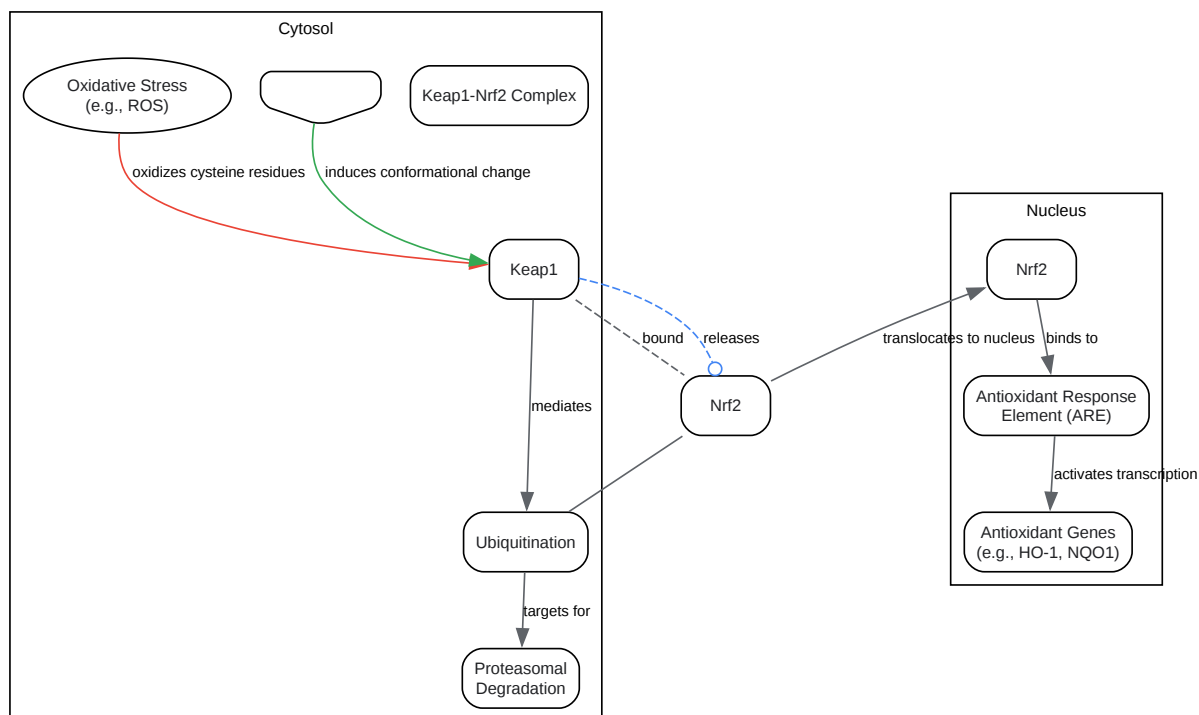 Cytosol
Oxidative Stress
(e.g., ROS)
Keap1-Nrf2 Complex
oxidizes cysteine residues
induces conformational change
Keap1
bound
releases
mediates
Nrf2
Ubiquitination
targets for
Proteasomal
Degradation
translocates to nucleus
Nucleus
Nrf2
binds to
Antioxidant Response
Element (ARE)
activates transcription
Antioxidant Genes
(e.g., HO-1, NQO1)